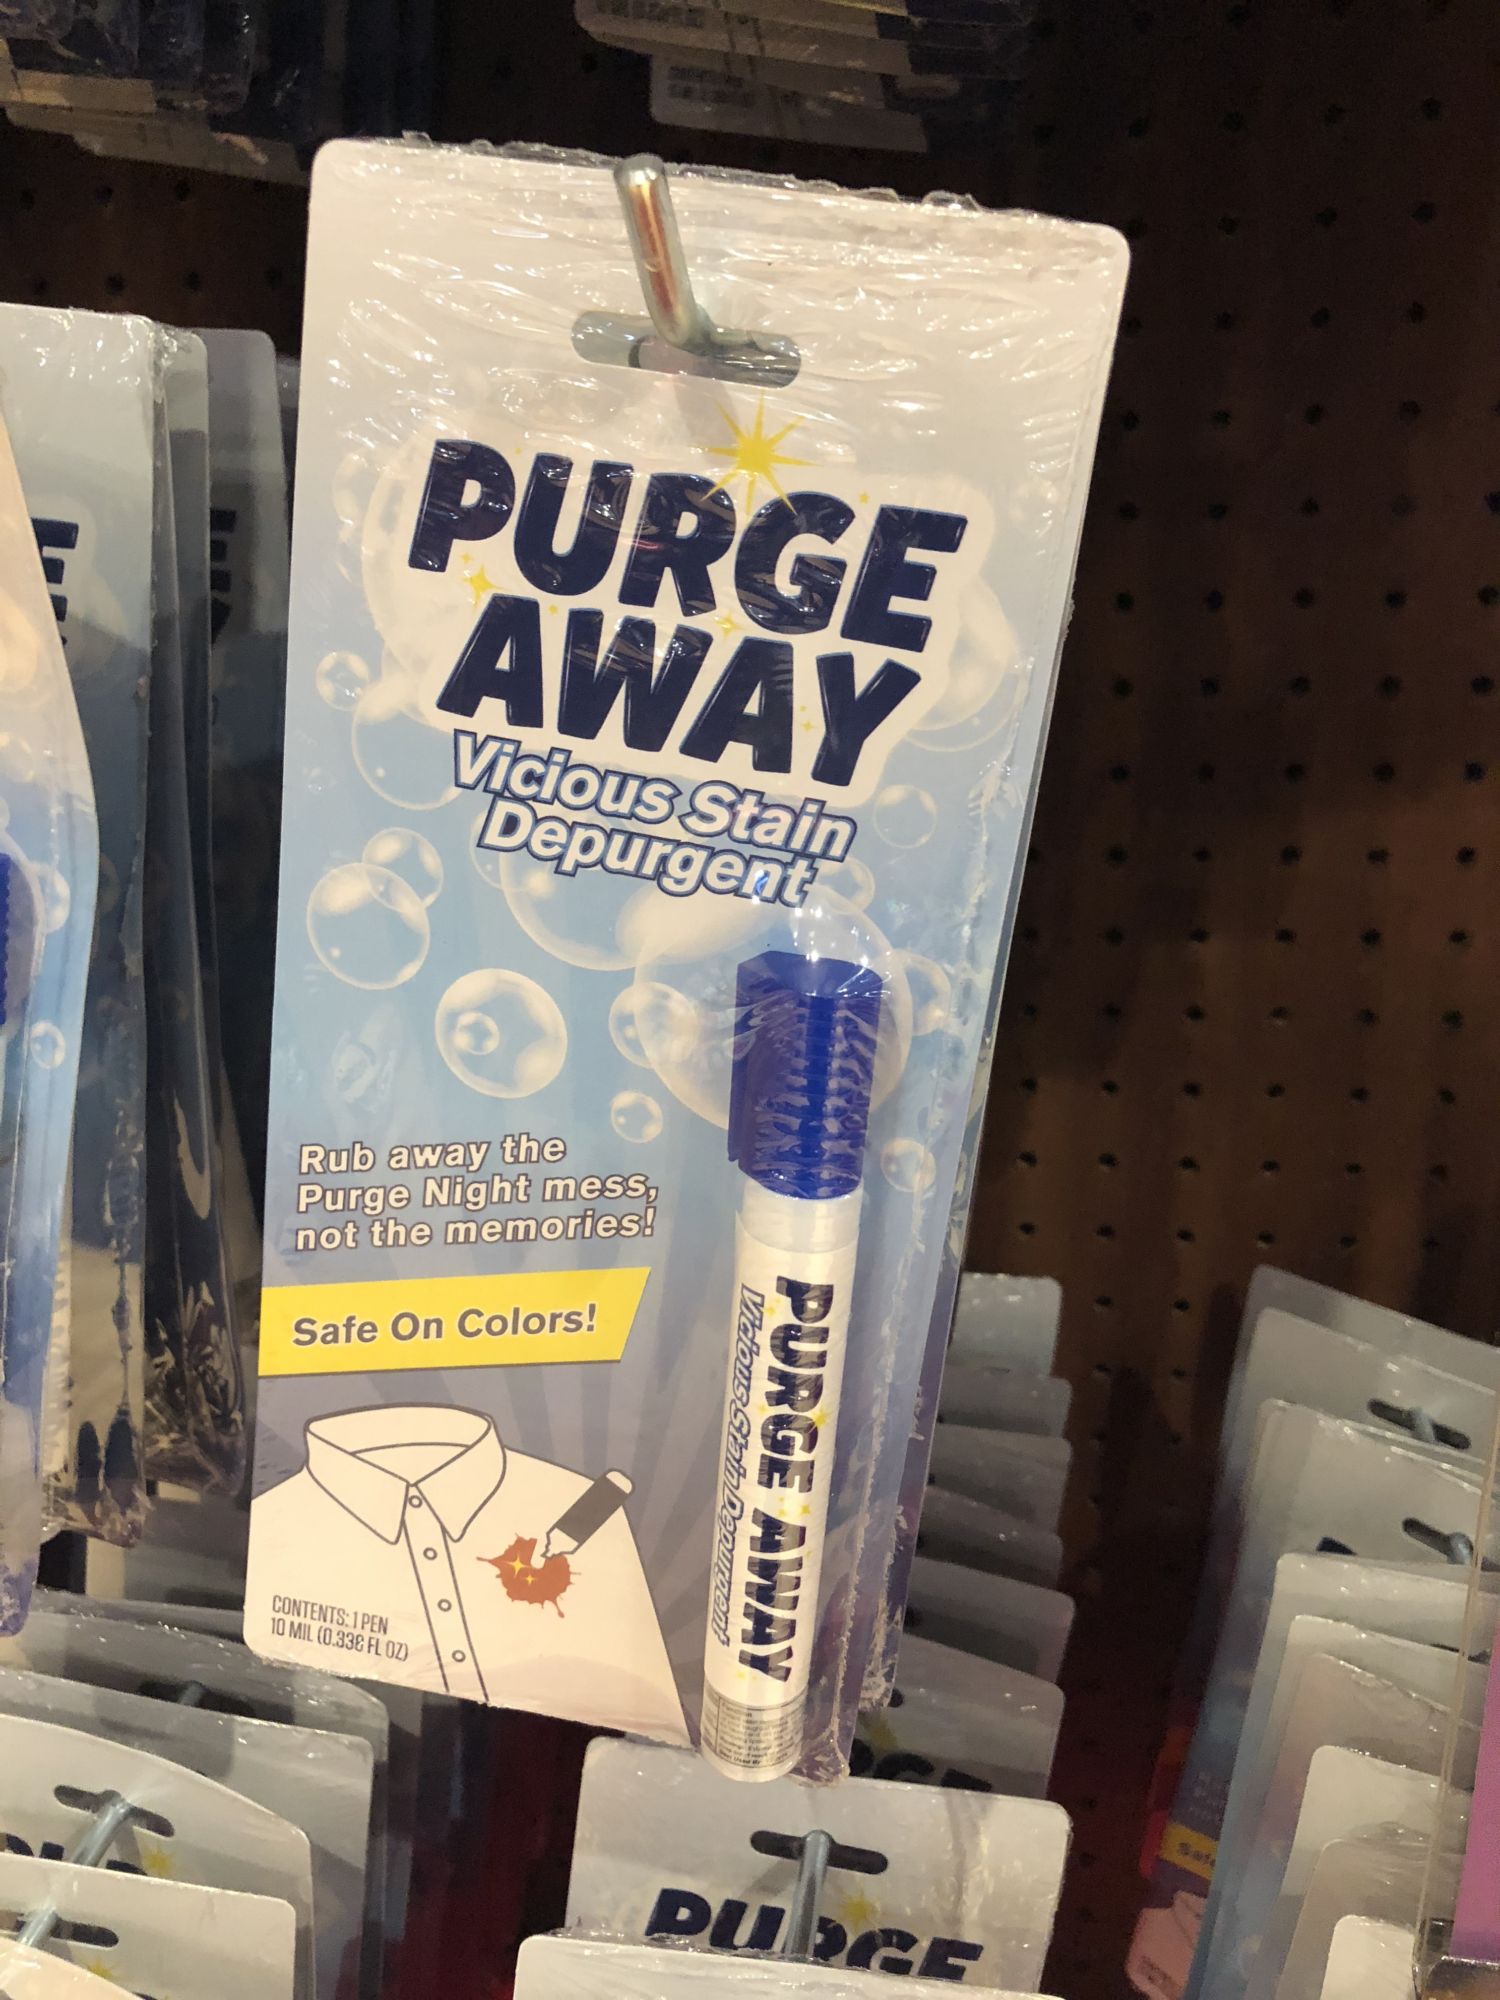 PURGE
AWAY
Vicious Stain
Depurgent
Rub away the
Purge Night mess,
not the memories!
Safe On Colors!
CONTENTS: 1 PEN
10 MIL (0.338 FL OZ)
PURGE AWAY
Vicious Stain Depurgent
PURGE